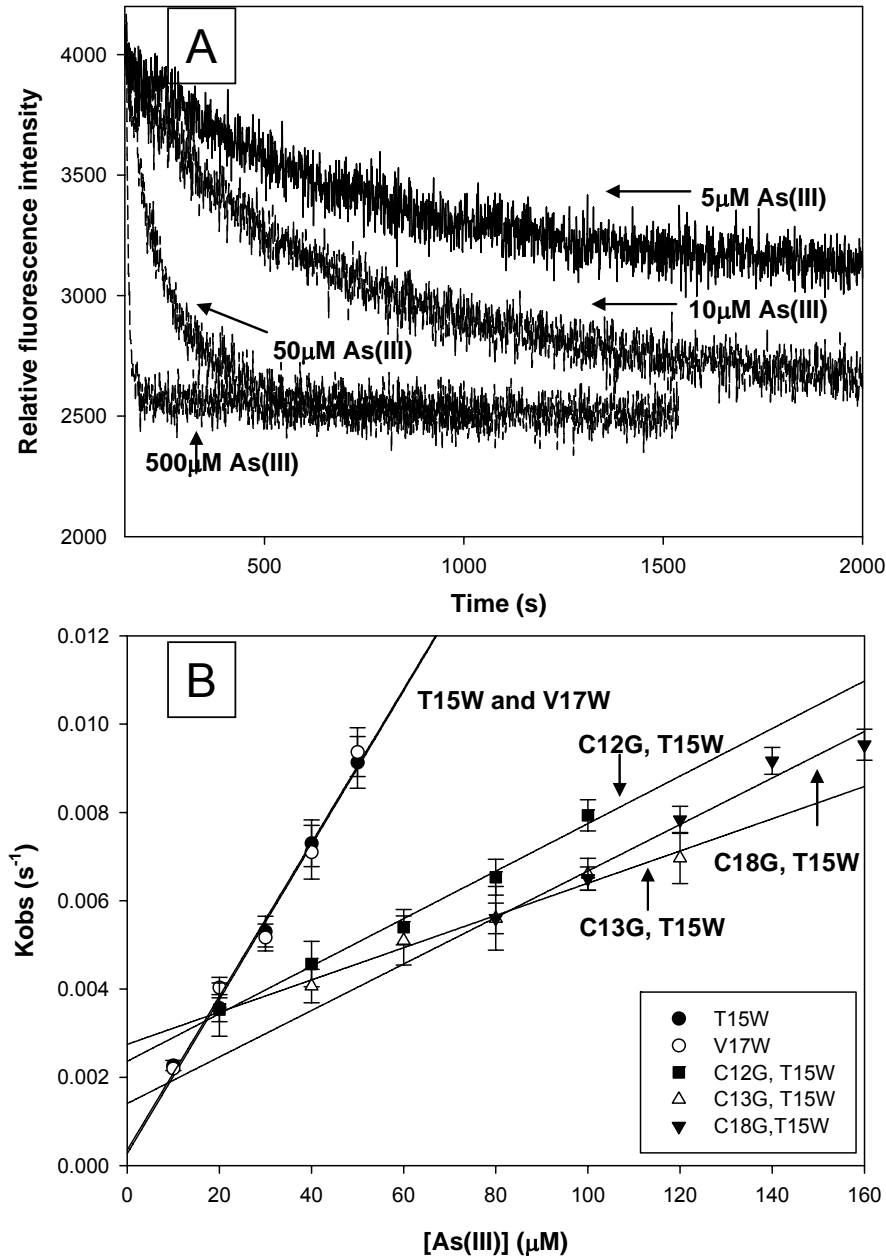 A
4000
3500
3000
2500
2000
Relative fluorescence intensity
5μM As(III)
10μM As(III)
50μM As(III)
500μM As(III)
500
1000
1500
2000
Time (s)
B
0.012
0.010
0.008
0.006
0.004
0.002
0.000
Kobs (s-1)
T15W and V17W
C12G, T15W
C18G, T15W
C13G, T15W
T15W
V17W
C12G, T15W
C13G, T15W
C18G,T15W
0
20
40
60
80
100
120
140
160
[As(III)] (μM)